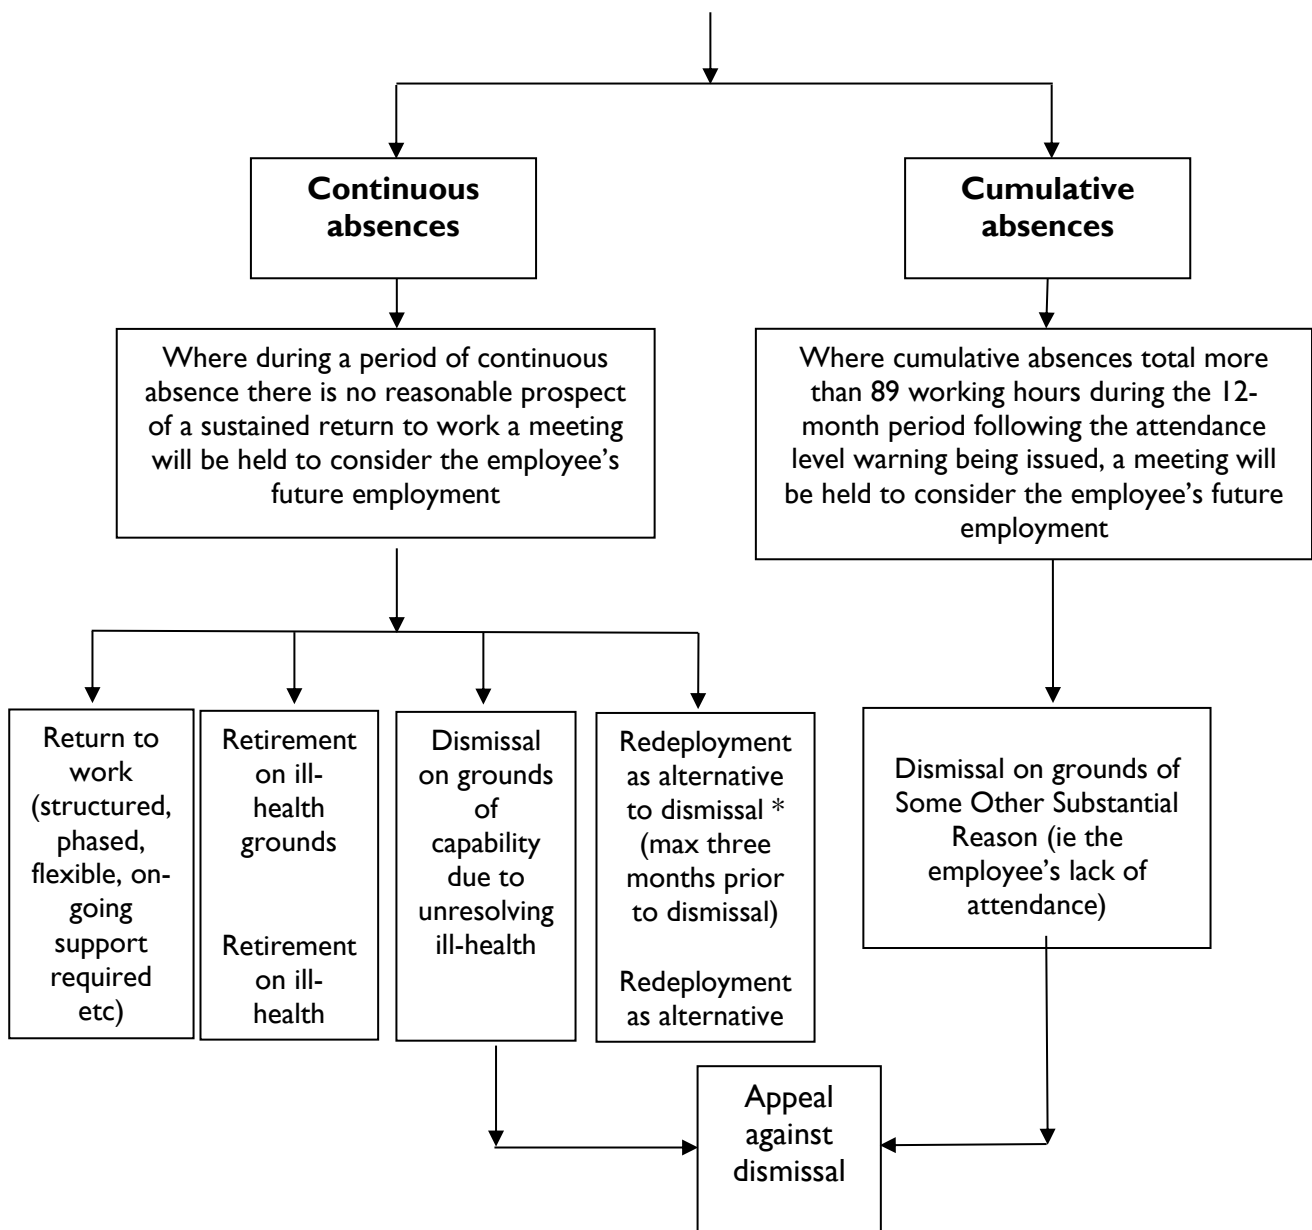 Continuous
absences
Cumulative
absences
Where during a period of continuous
absence there is no reasonable prospect
of a sustained return to work a meeting
will be held to consider the employee’s
future employment
Where cumulative absences total more
than 89 working hours during the 12-
month period following the attendance
level warning being issued, a meeting will
be held to consider the employee’s future
employment
Return to
work
(structured,
phased,
flexible, on-
going
support
required
etc)
Retirement
on ill-
health
grounds
Retirement
on ill-
health
Dismissal
on grounds
of
capability
due to
unresolving
ill-health
Redeployment
as alternative
to dismissal *
(max three
months prior
to dismissal)
Redeployment
as alternative
Dismissal on grounds of
Some Other Substantial
Reason (ie the
employee’s lack of
attendance)
Appeal
against
dismissal